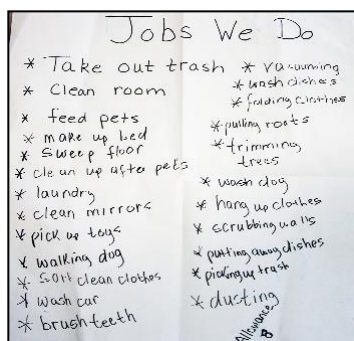 Jobs We Do
* Take out trash
* Clean room
* feed pets
* make up bed
* Sweep floor
* clean up after pets
* laundry
* clean mirrors
* pick up toys
* walking dog
* Sort clean clothes
* wash car
* brush teeth
* vacuuming
* wash dishes
* folding clothes
* pulling roots
* trimming
trees
* wash dog
* hang up clothes
* scrubbing walls
* putting away dishes
* picking up trash
* dusting
Allowance